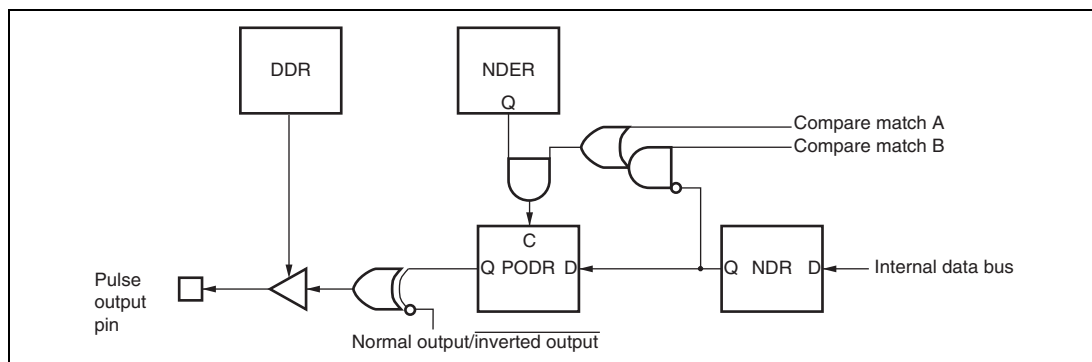 DDR
NDER
Q
Compare match A
Compare match B
C
Q PODR D
Q NDR D
Internal data bus
Pulse
output
pin
Normal output/inverted output